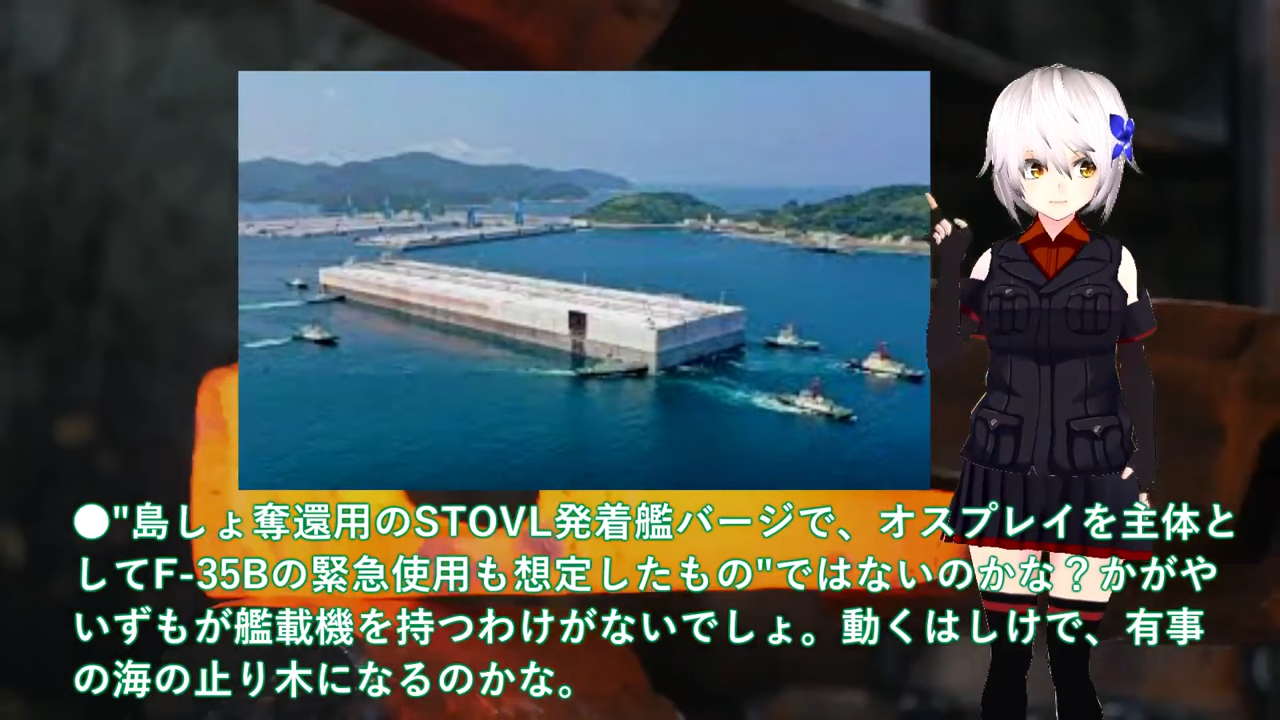 ●"島しょ奪還用のSTOVL発着艦バージで、オスプレイを主体と
してF-35Bの緊急使用も想定したもの"ではないのかな？かがや
いずもが艦載機を持つわけがないでしょ。動くはしけで、有事
の海の止り木になるのかな。